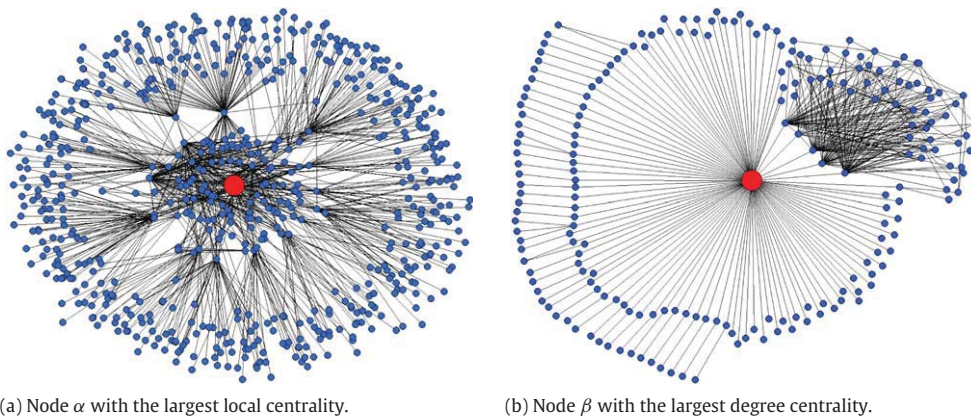 (a) Node α with the largest local centrality.
(b) Node β with the largest degree centrality.